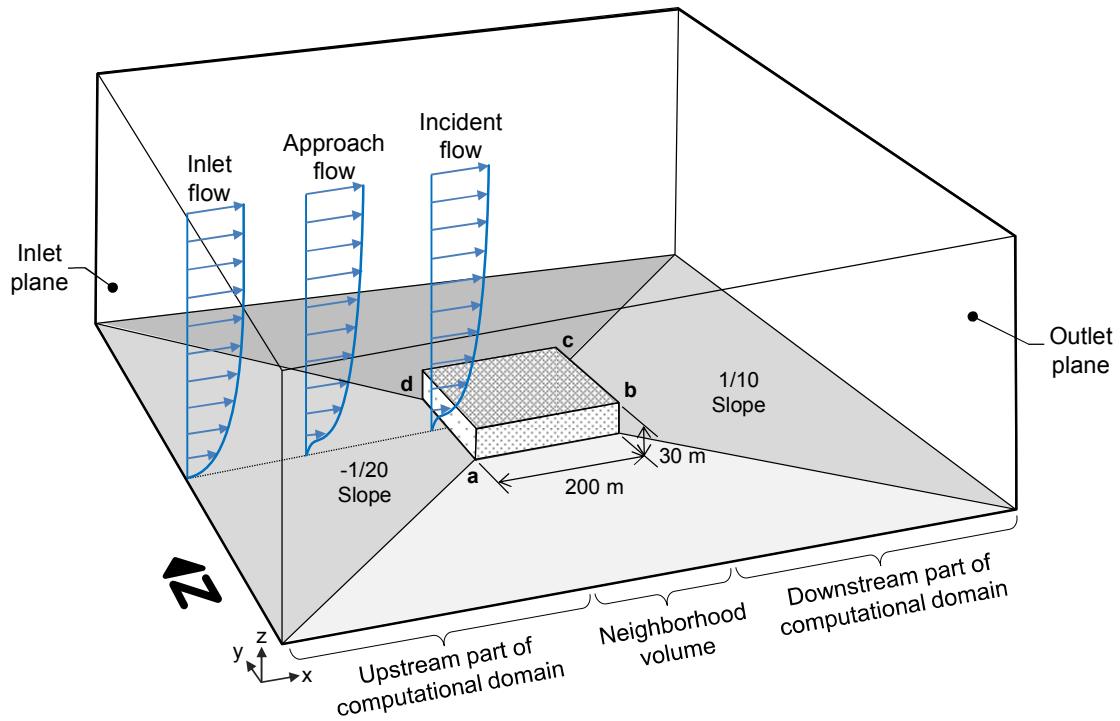 Inlet
flow
Approach
flow
Incident
flow
Inlet
plane
Outlet
plane
c
d
b
a
1/10
Slope
-1/20
Slope
30 m
200 m
N
z
y
x
Upstream part of
computational domain
Neighborhood
volume
Downstream part of
computational domain